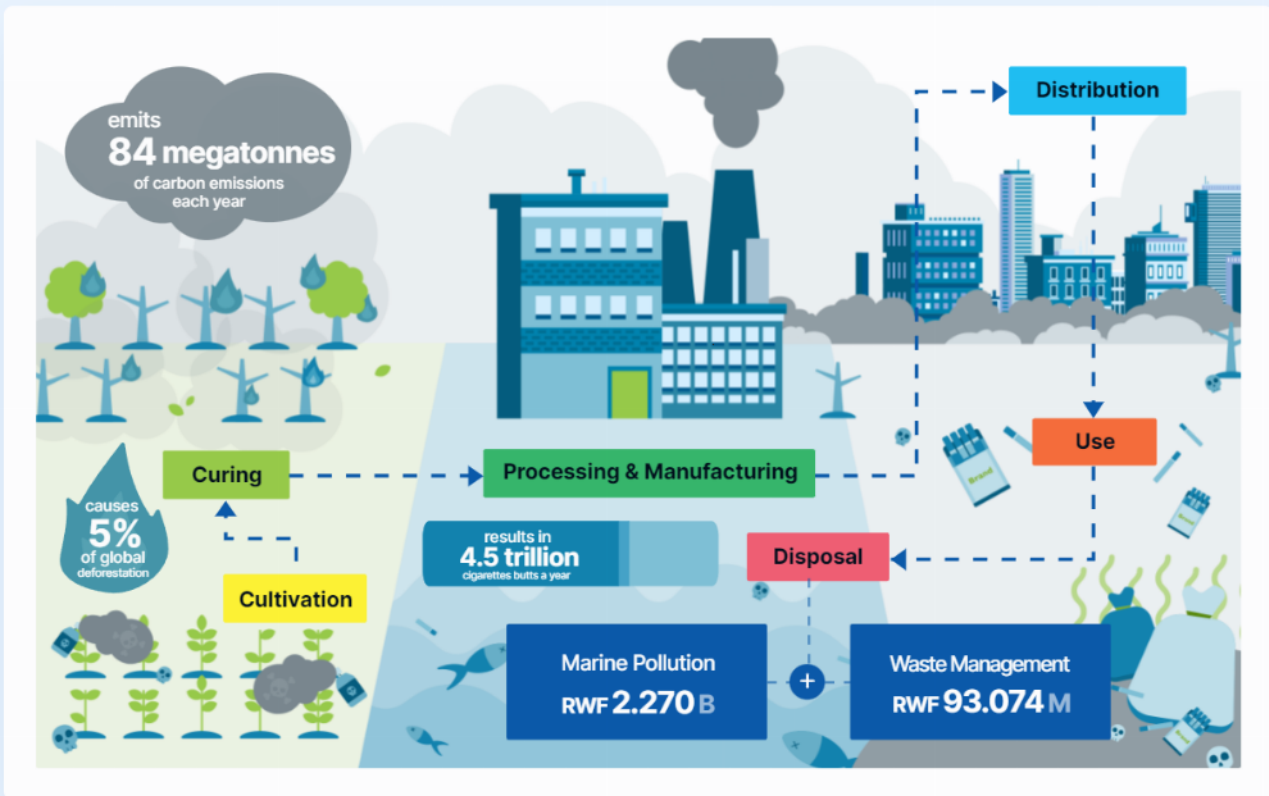 emits
84 megatonnes
of carbon emissions
each year
Distribution
Use
Brand
Curing
Processing & Manufacturing
causes
5%
of global
deforestation
results in
4.5 trillion
cigarettes butts a year
Disposal
Cultivation
Marine Pollution
RWF 2.270 B
+
Waste Management
RWF 93.074 M